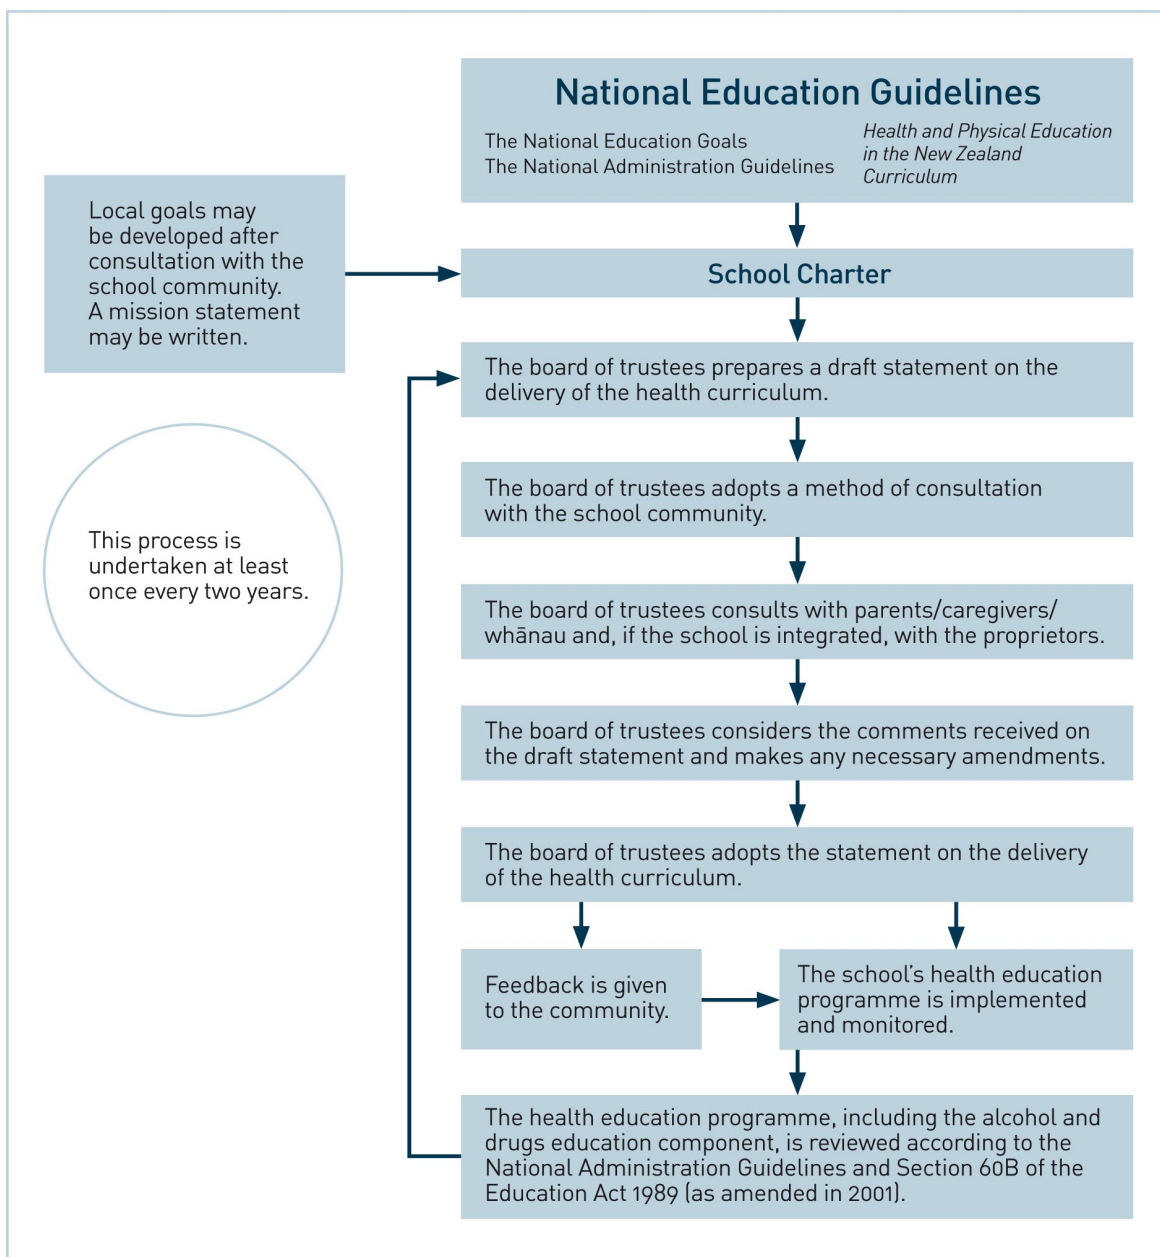 National Education Guidelines
The National Education Goals
The National Administration Guidelines
Health and Physical Education
in the New Zealand
Curriculum
Local goals may
be developed after
consultation with the
school community.
A mission statement
may be written.
School Charter
The board of trustees prepares a draft statement on the
delivery of the health curriculum.
The board of trustees adopts a method of consultation
with the school community.
This process is
undertaken at least
once every two years.
The board of trustees consults with parents/caregivers/
whānau and, if the school is integrated, with the proprietors.
The board of trustees considers the comments received on
the draft statement and makes any necessary amendments.
The board of trustees adopts the statement on the delivery
of the health curriculum.
Feedback is given
to the community.
The school’s health education
programme is implemented
and monitored.
The health education programme, including the alcohol and
drugs education component, is reviewed according to the
National Administration Guidelines and Section 60B of the
Education Act 1989 (as amended in 2001).